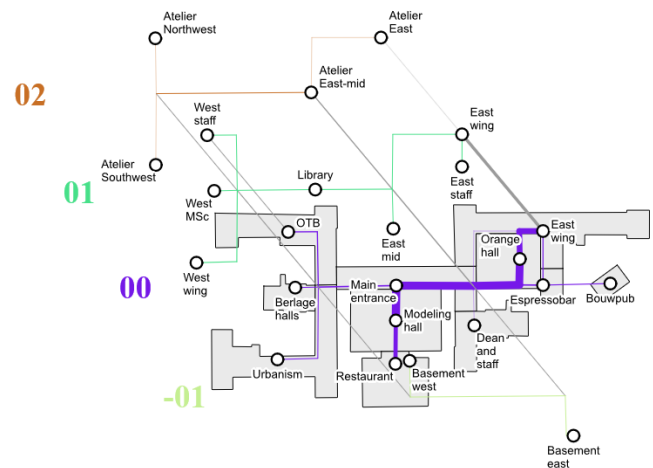 Atelier
Northwest
Atelier
East
Atelier
East-mid
02
West
staff
East
wing
Atelier
Southwest
01
West
MSc
Library
East
staff
OTB
East
mid
East
wing
Orange
hall
West
wing
00
Berlage
halls
Main
entrance
Espressobar
Bouwpub
Modeling
hall
Dean
and
staff
Urbanism
Restaurant
Basement
west
-01
Basement
east